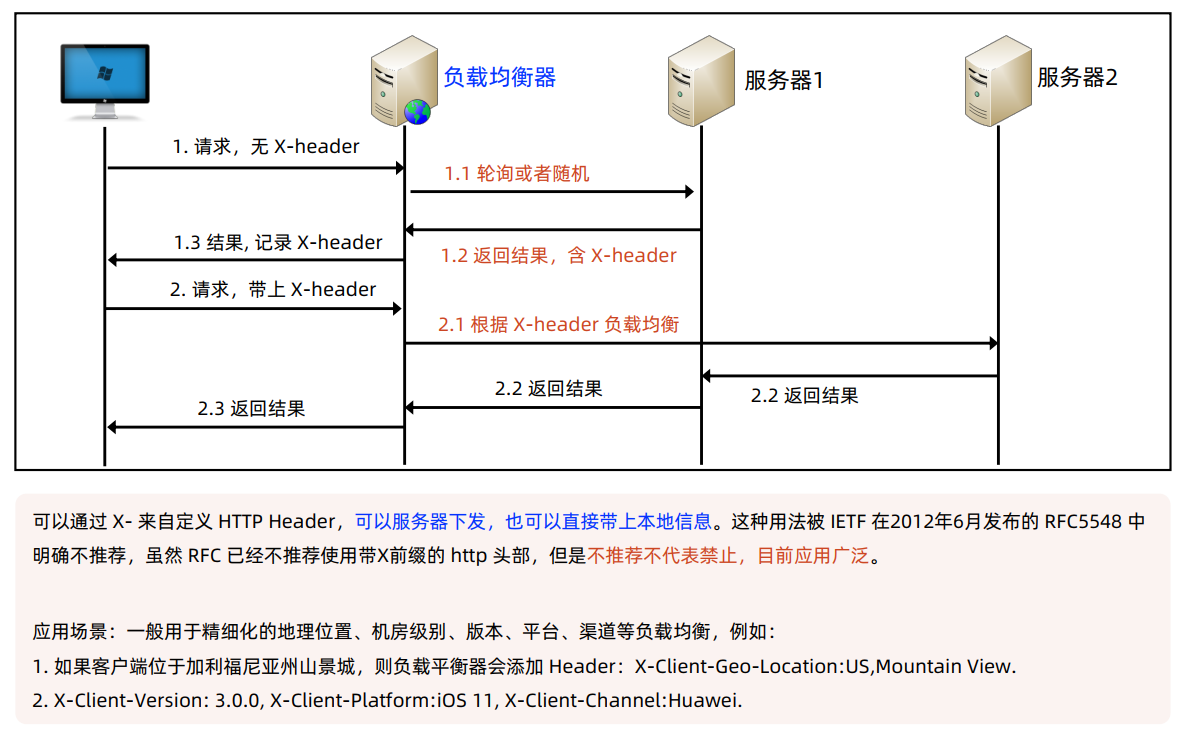 负载均衡器
服务器1
服务器2
1. 请求，无 X-header
1.1 轮询或者随机
1.3 结果, 记录 X-header
1.2 返回结果，含 X-header
2. 请求，带上 X-header
2.1 根据 X-header 负载均衡
2.2 返回结果
2.2 返回结果
2.3 返回结果
可以通过 X- 来自定义 HTTP Header，可以服务器下发，也可以直接带上本地信息。这种用法被 IETF 在2012年6月发布的 RFC5548 中
明确不推荐，虽然 RFC 已经不推荐使用带X前缀的 http 头部，但是不推荐不代表禁止，目前应用广泛。
应用场景：一般用于精细化的地理位置、机房级别、版本、平台、渠道等负载均衡，例如：
1. 如果客户端位于加利福尼亚州山景城，则负载平衡器会添加 Header：X-Client-Geo-Location:US,Mountain View.
2. X-Client-Version: 3.0.0, X-Client-Platform:iOS 11, X-Client-Channel:Huawei.